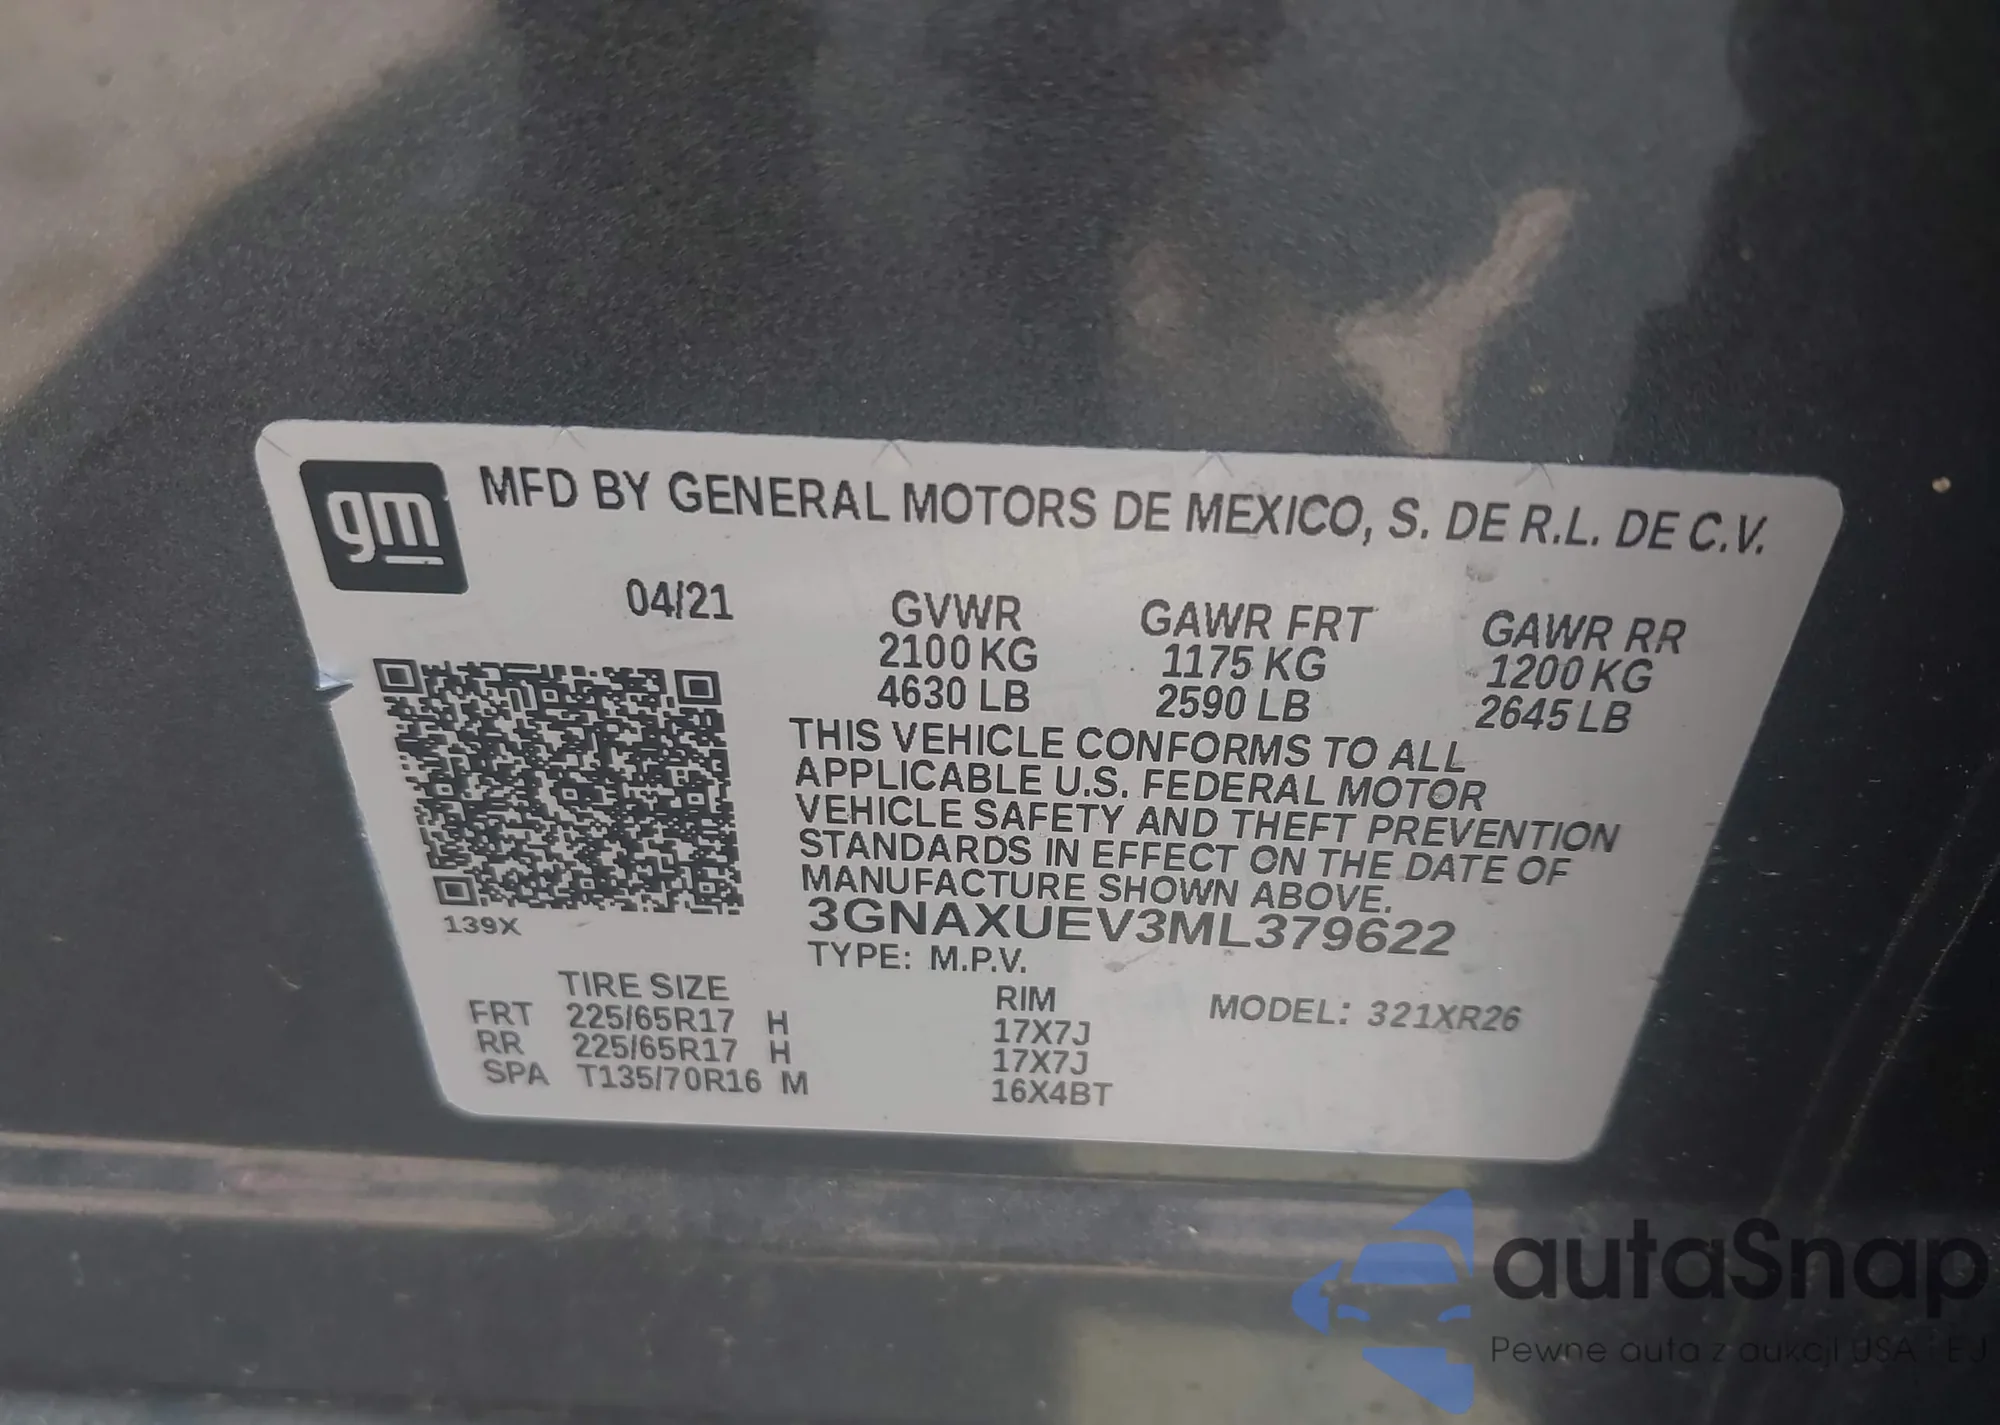 gm
MFD BY GENERAL MOTORS DE MEXICO, S. DE R.L. DE C.V.
04/21
GVWR GAWR FRT GAWR RR
2100 KG 1175 KG 1200 KG
4630 LB 2590 LB 2645 LB
THIS VEHICLE CONFORMS TO ALL
APPLICABLE U.S. FEDERAL MOTOR
VEHICLE SAFETY AND THEFT PREVENTION
STANDARDS IN EFFECT ON THE DATE OF
MANUFACTURE SHOWN ABOVE.
3GNAXUEV3ML379622
139X
TYPE: M.P.V.
TIRE SIZE RIM MODEL: 321XR26
FRT 225/65R17 H 17X7J
RR 225/65R17 H 17X7J
SPA T135/70R16 M 16X4BT
autaSnap
Pewne auta z aukcji USA i EJ